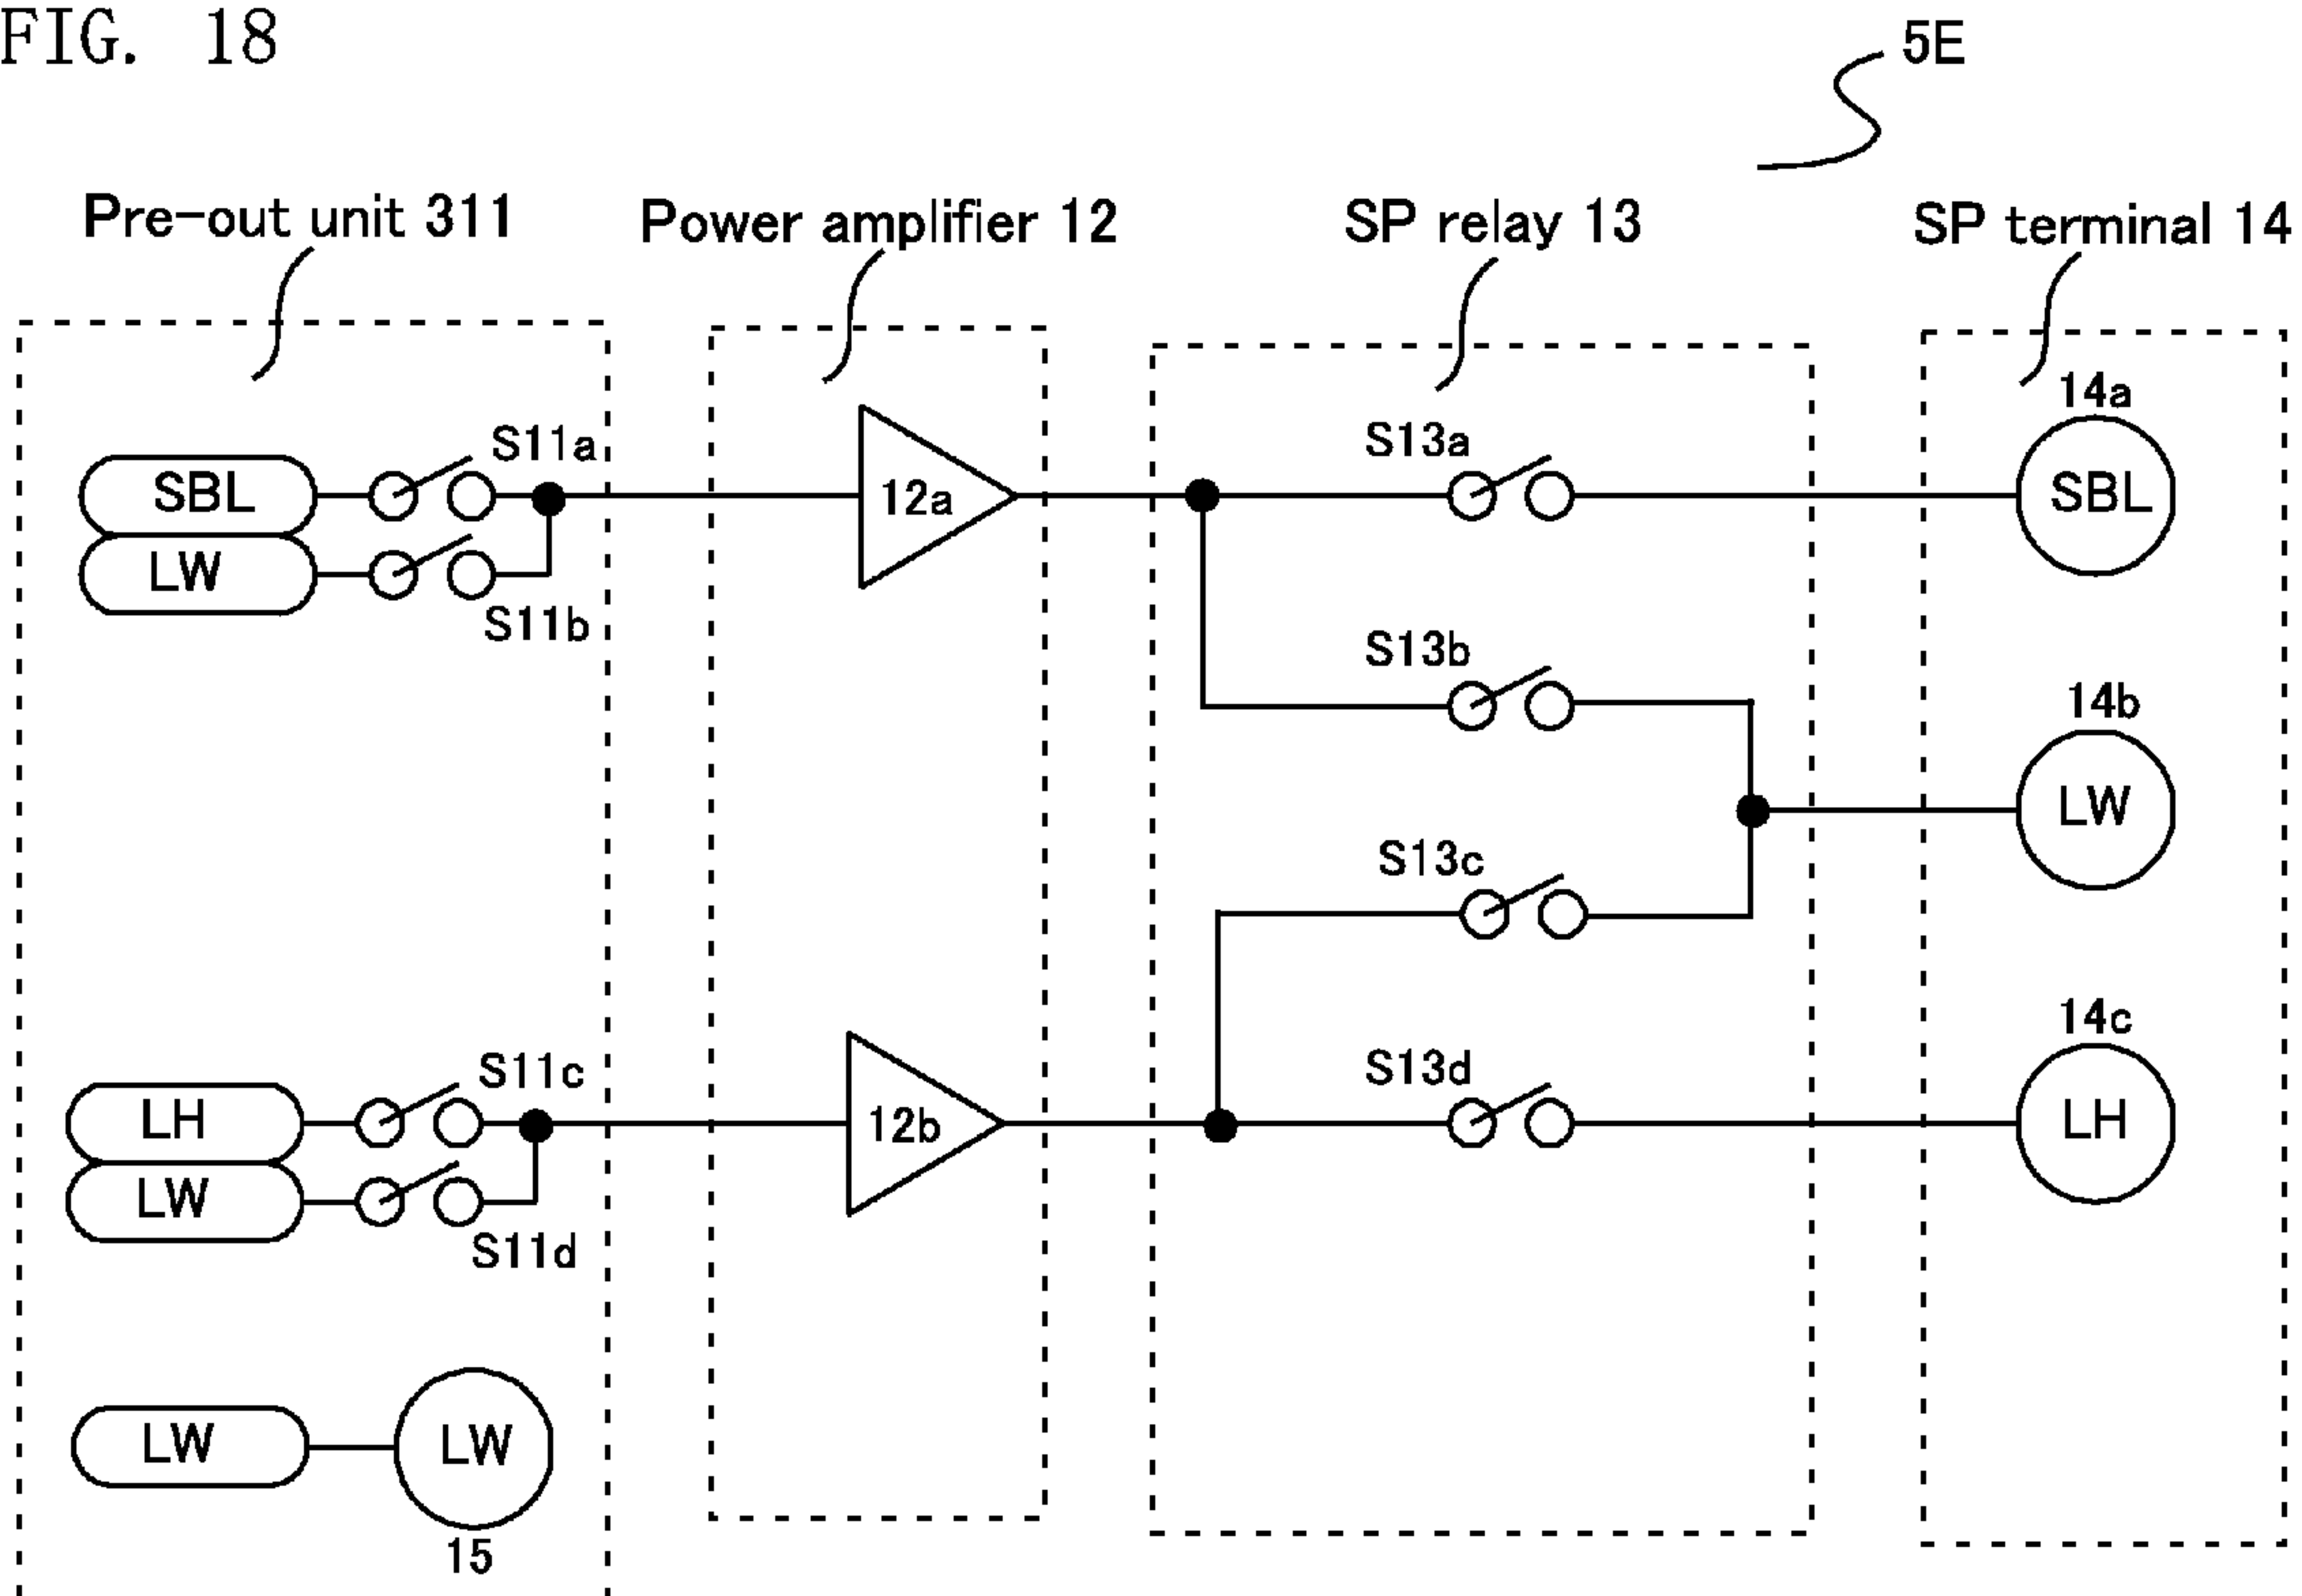 FIG. 18
5E
Pre-out unit 311
Power amplifier 12
SP relay 13
SP terminal 14
SBL
S11a
LW
S11b
12a
S13a
14a
SBL
S13b
14b
LW
S13c
LH
S11c
LW
S11d
12b
S13d
14c
LH
LW
LW
15